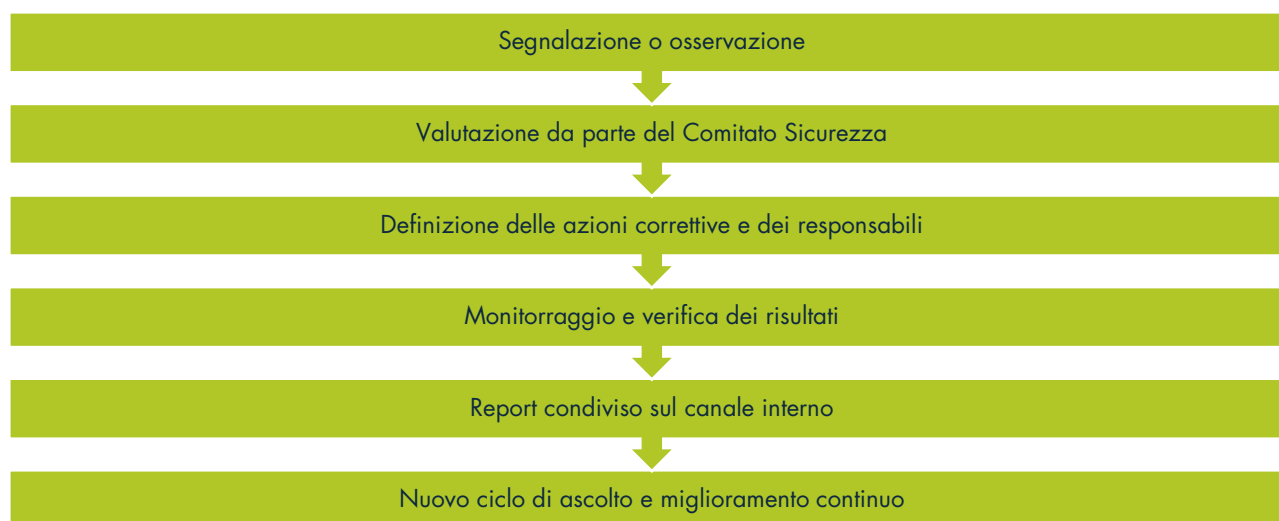 Segnalazione o osservazione
Valutazione da parte del Comitato Sicurezza
Definizione delle azioni correttive e dei responsabili
Monitorraggio e verifica dei risultati
Report condiviso sul canale interno
Nuovo ciclo di ascolto e miglioramento continuo